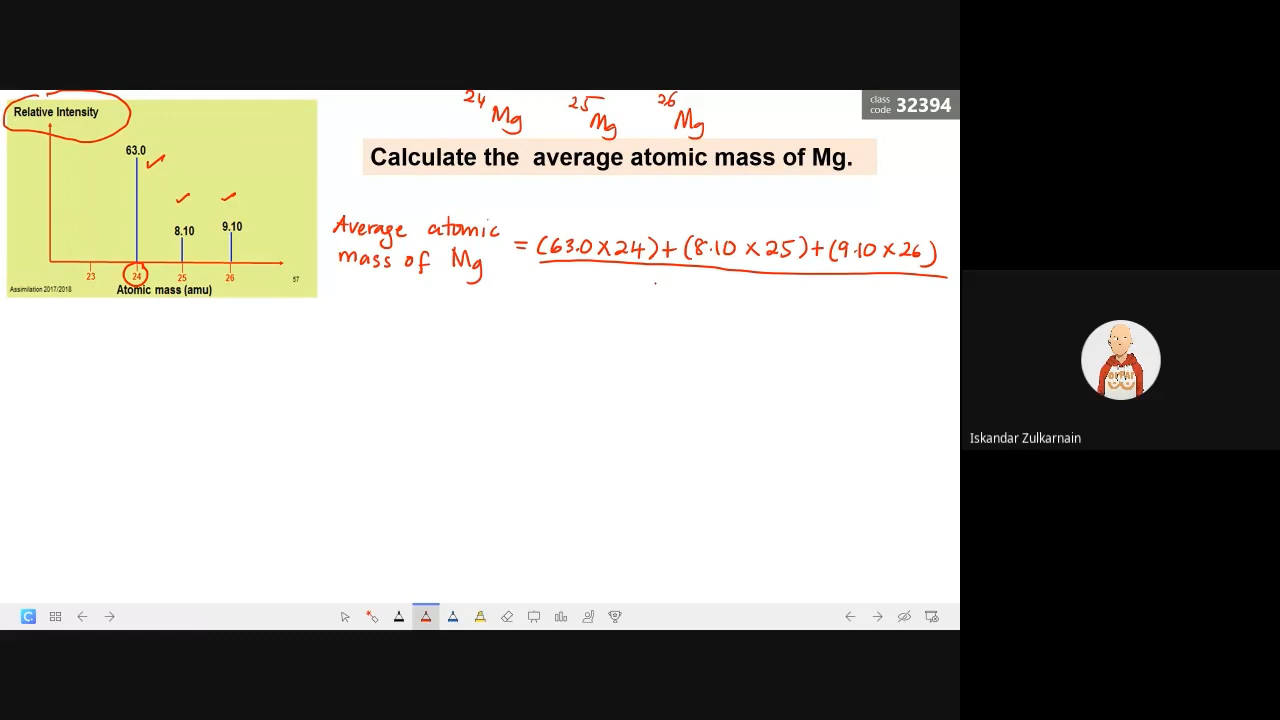 Relative Intensity
63.0
8.10
9.10
23 24 25 26
Atomic mass (amu)
Assimilation 2017/2018
57
24 Mg 25 Mg 26 Mg
class code 32394
Calculate the average atomic mass of Mg.
Average atomic
mass of Mg
= (63.0 × 24) + (8.10 × 25) + (9.10 × 26)
OTPAI
Iskandar Zulkarnain
C